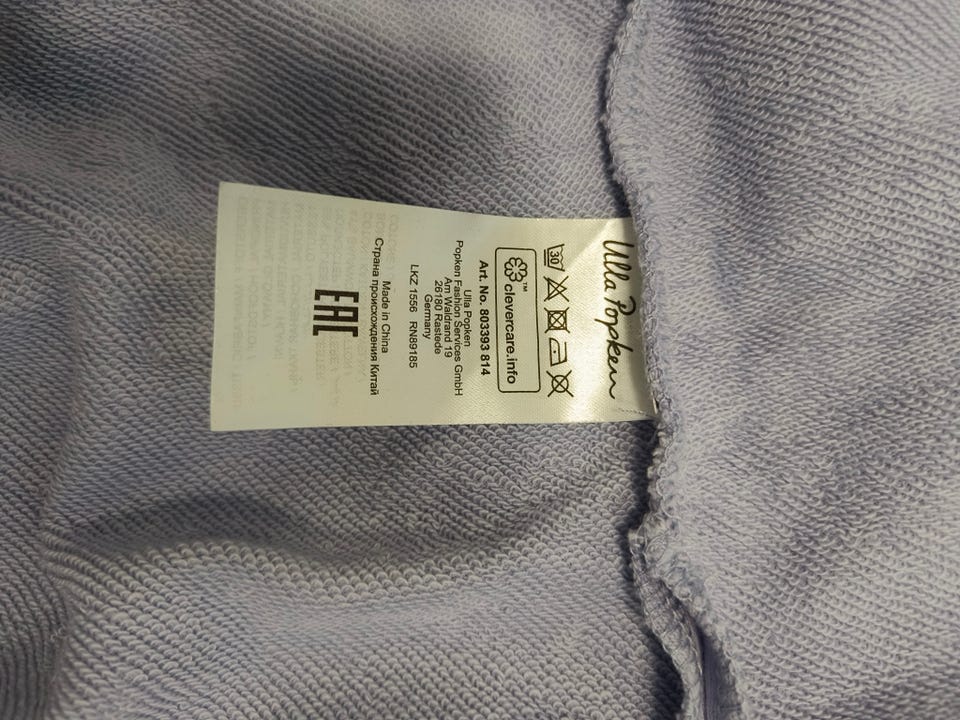 Ulla Popken
30
™ clevercare.info
Art. No. 803393 814
Ulla Popken
Popken Fashion Services GmbH
Am Waldrand 19
26180 Rastede
Germany
LKZ 1556 RN89185
Made in China
Страна происхождения Китай
EAC